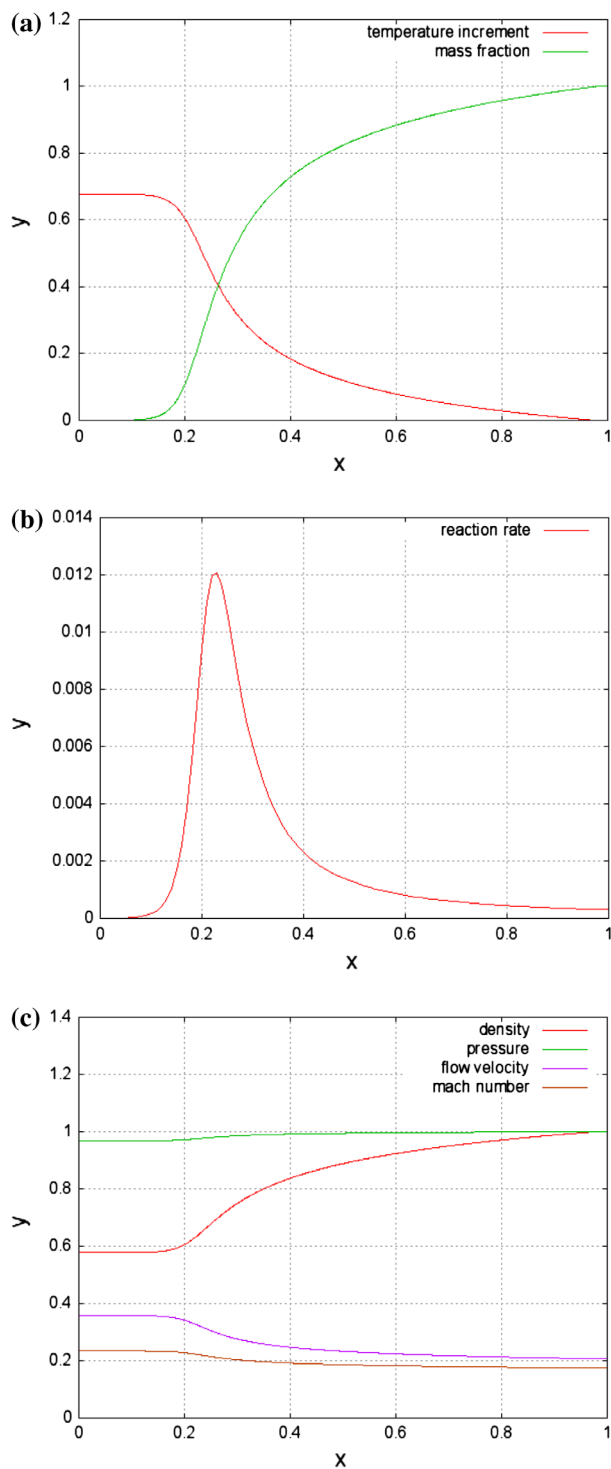 (a)
1.2
1
0.8
0.6
0.4
0.2
0
y
temperature increment
mass fraction
0
0.2
0.4
0.6
0.8
1
x
(b)
0.014
0.012
0.01
0.008
0.006
0.004
0.002
0
y
reaction rate
0
0.2
0.4
0.6
0.8
1
x
(c)
1.4
1.2
1
0.8
0.6
0.4
0.2
0
y
density
pressure
flow velocity
mach number
0
0.2
0.4
0.6
0.8
1
x